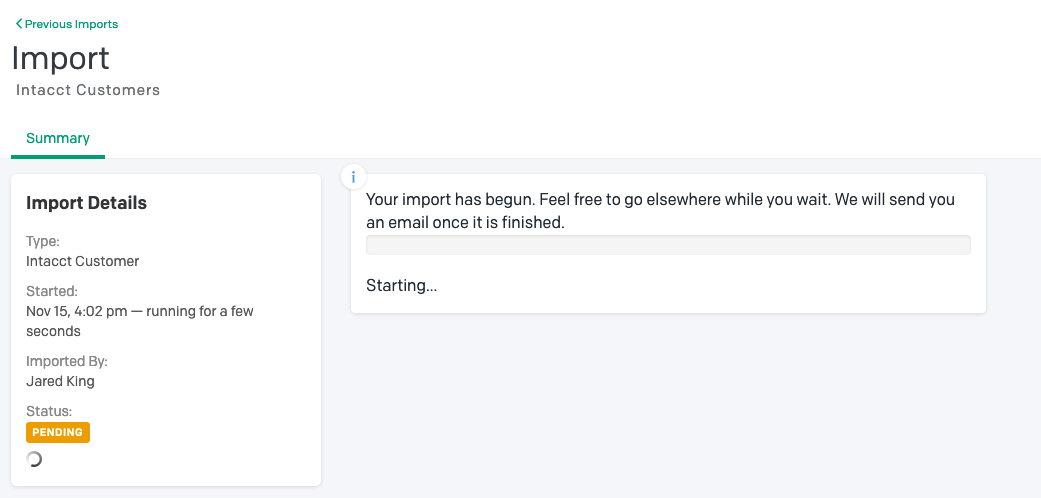 Previous Imports
Import
Intacct Customers
Summary
Import Details
Type:
Intacct Customer
Started:
Nov 15, 4:02 pm — running for a few
seconds
Imported By:
Jared King
Status:
PENDING
i
Your import has begun. Feel free to go elsewhere while you wait. We will send you
an email once it is finished.
Starting...